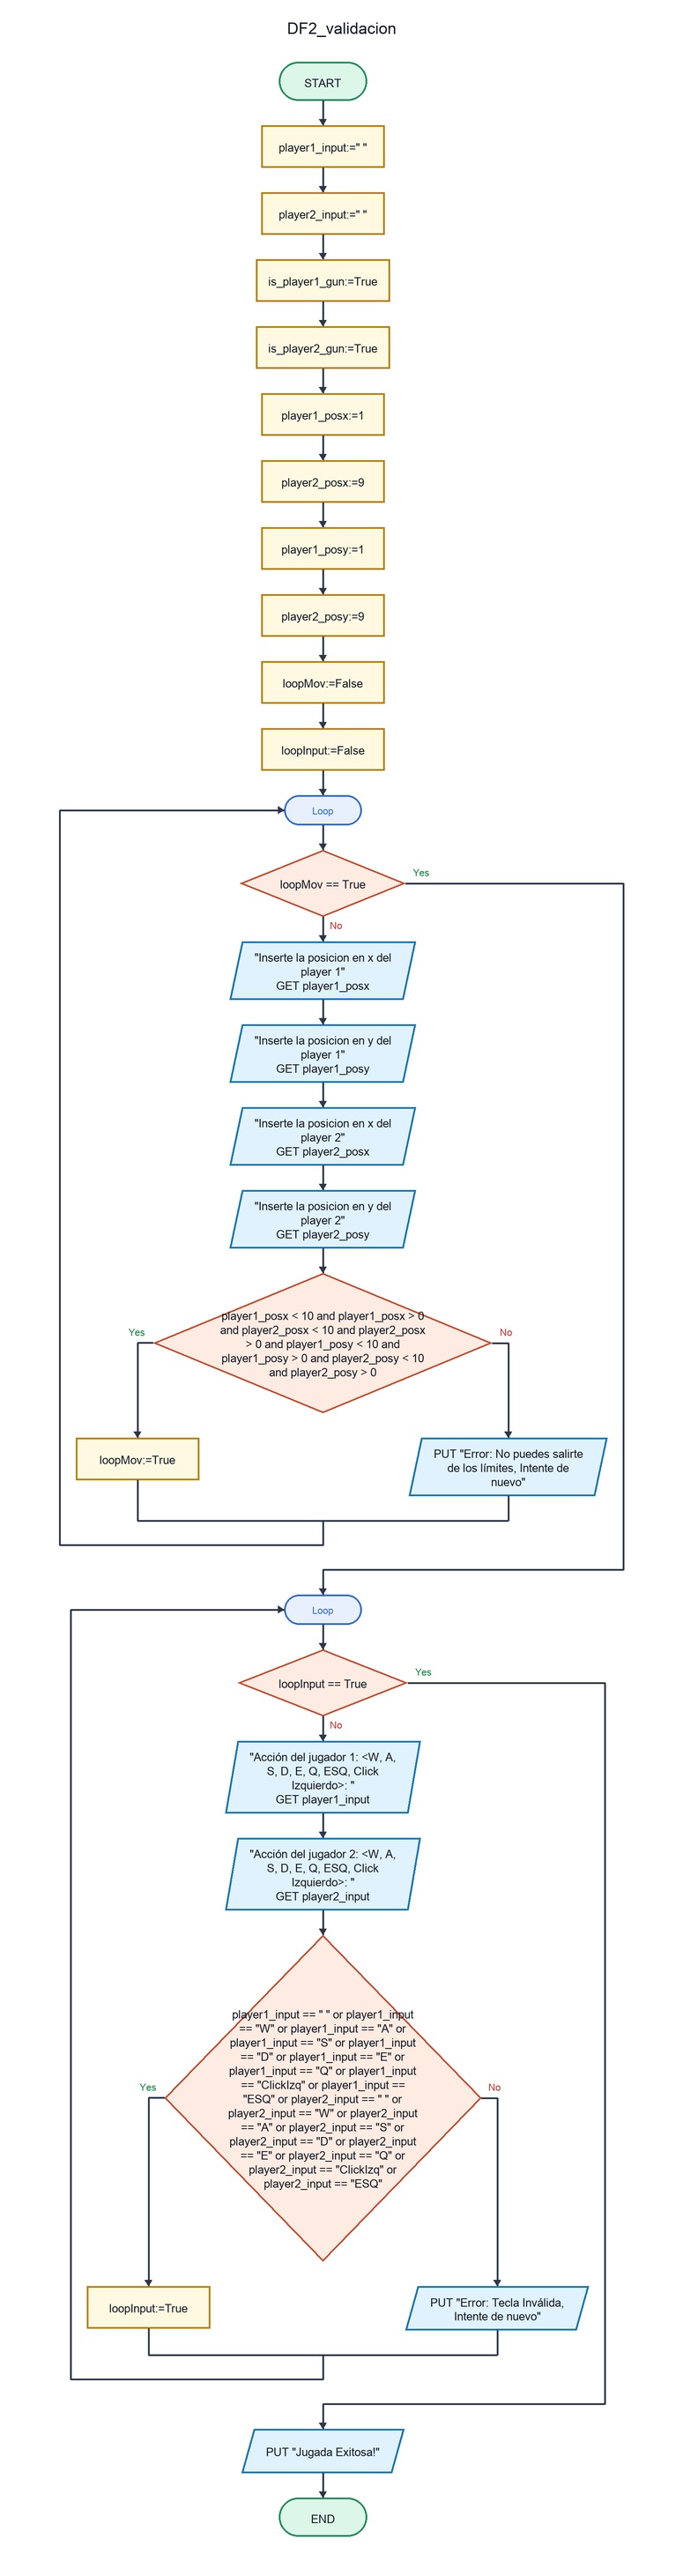 DF2_validacion
START
player1_input:=" "
player2_input:=" "
is_player1_gun:=True
is_player2_gun:=True
player1_posx:=1
player2_posx:=9
player1_posy:=1
player2_posy:=9
loopMov:=False
loopInput:=False
Loop
loopMov == True
Yes
No
"Inserte la posicion en x del
player 1"
GET player1_posx
"Inserte la posicion en y del
player 1"
GET player1_posy
"Inserte la posicion en x del
player 2"
GET player2_posx
"Inserte la posicion en y del
player 2"
GET player2_posy
player1_posx < 10 and player1_posx > 0
and player2_posx < 10 and player2_posx
> 0 and player1_posy < 10 and
player1_posy > 0 and player2_posy < 10
and player2_posy > 0
Yes
No
loopMov:=True
PUT "Error: No puedes salirte
de los límites, Intente de
nuevo"
Loop
loopInput == True
Yes
No
"Acción del jugador 1: <W, A,
S, D, E, Q, ESQ, Click
Izquierdo>: "
GET player1_input
"Acción del jugador 2: <W, A,
S, D, E, Q, ESQ, Click
Izquierdo>: "
GET player2_input
player1_input == " " or player1_input
== "W" or player1_input == "A" or
player1_input == "S" or player1_input
== "D" or player1_input == "E" or
player1_input == "Q" or player1_input
== "ClickIzq" or player1_input ==
"ESQ" or player2_input == " " or
player2_input == "W" or player2_input
== "A" or player2_input == "S" or
player2_input == "D" or player2_input
== "E" or player2_input == "Q" or
player2_input == "ClickIzq" or
player2_input == "ESQ"
Yes
No
loopInput:=True
PUT "Error: Tecla Inválida,
Intente de nuevo"
PUT "Jugada Exitosa!"
END